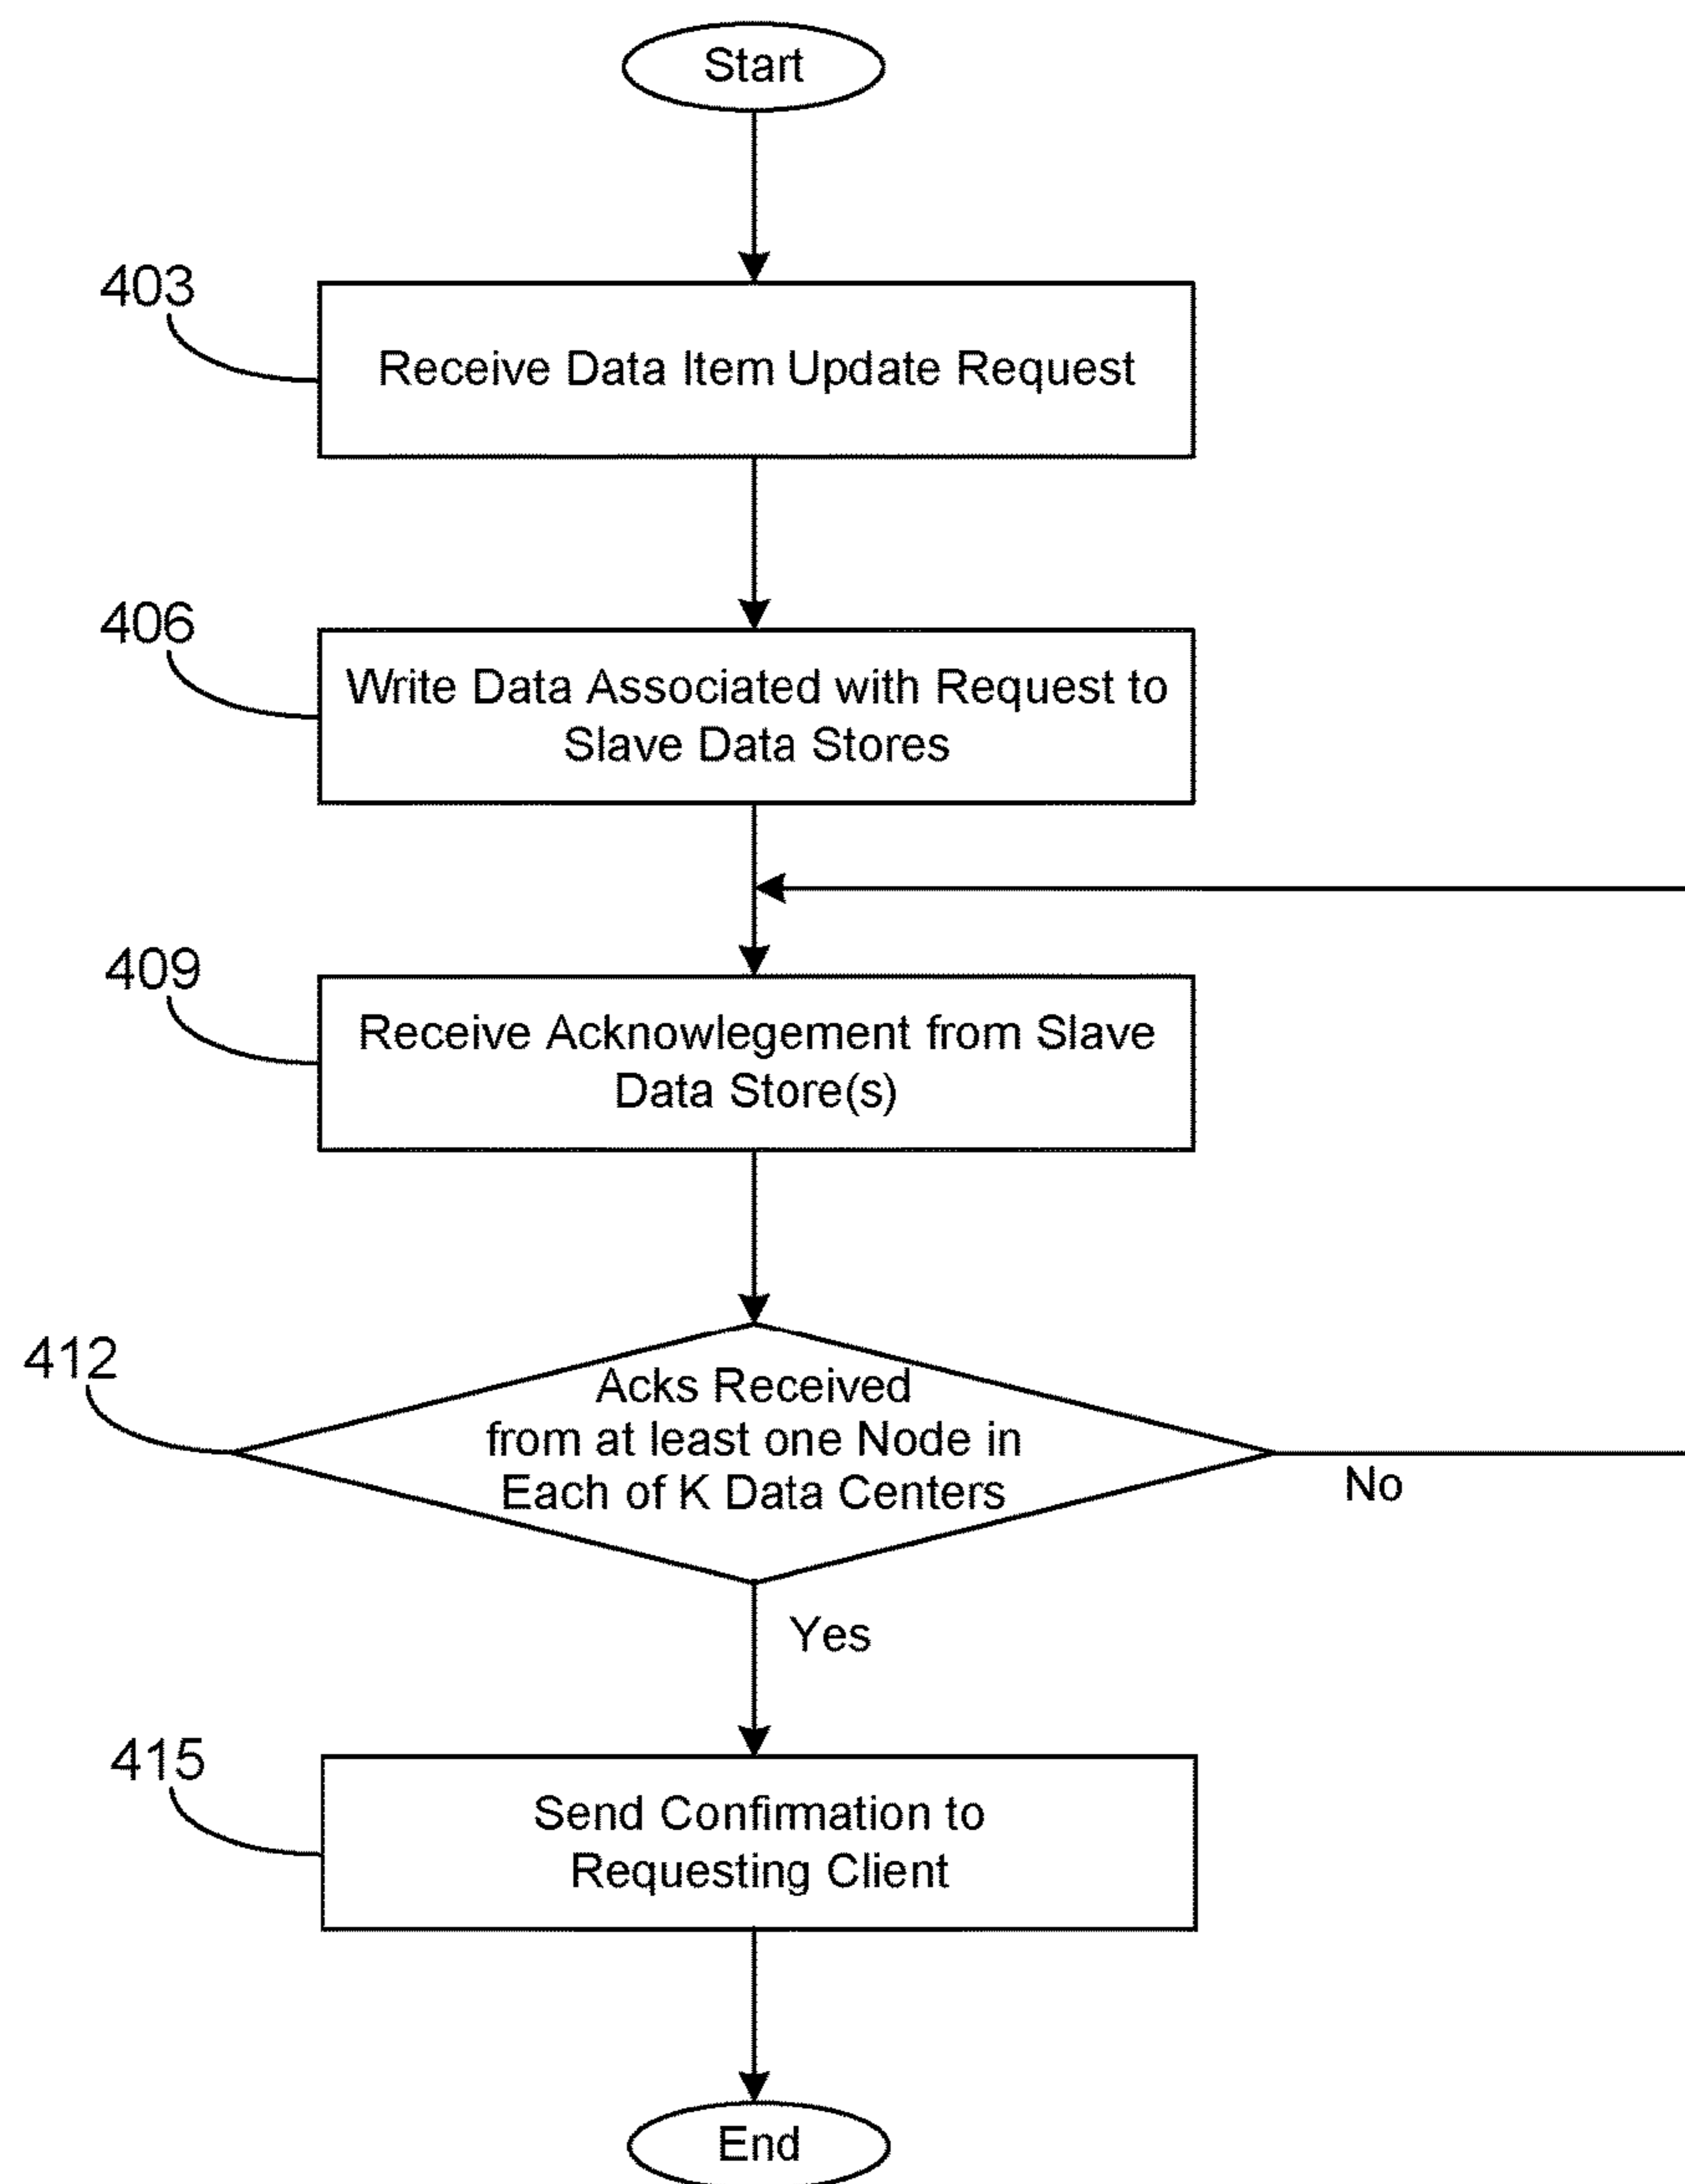 Start
403
Receive Data Item Update Request
406
Write Data Associated with Request to
Slave Data Stores
409
Receive Acknowlegement from Slave
Data Store(s)
412
Acks Received
from at least one Node in
Each of K Data Centers
No
Yes
415
Send Confirmation to
Requesting Client
End